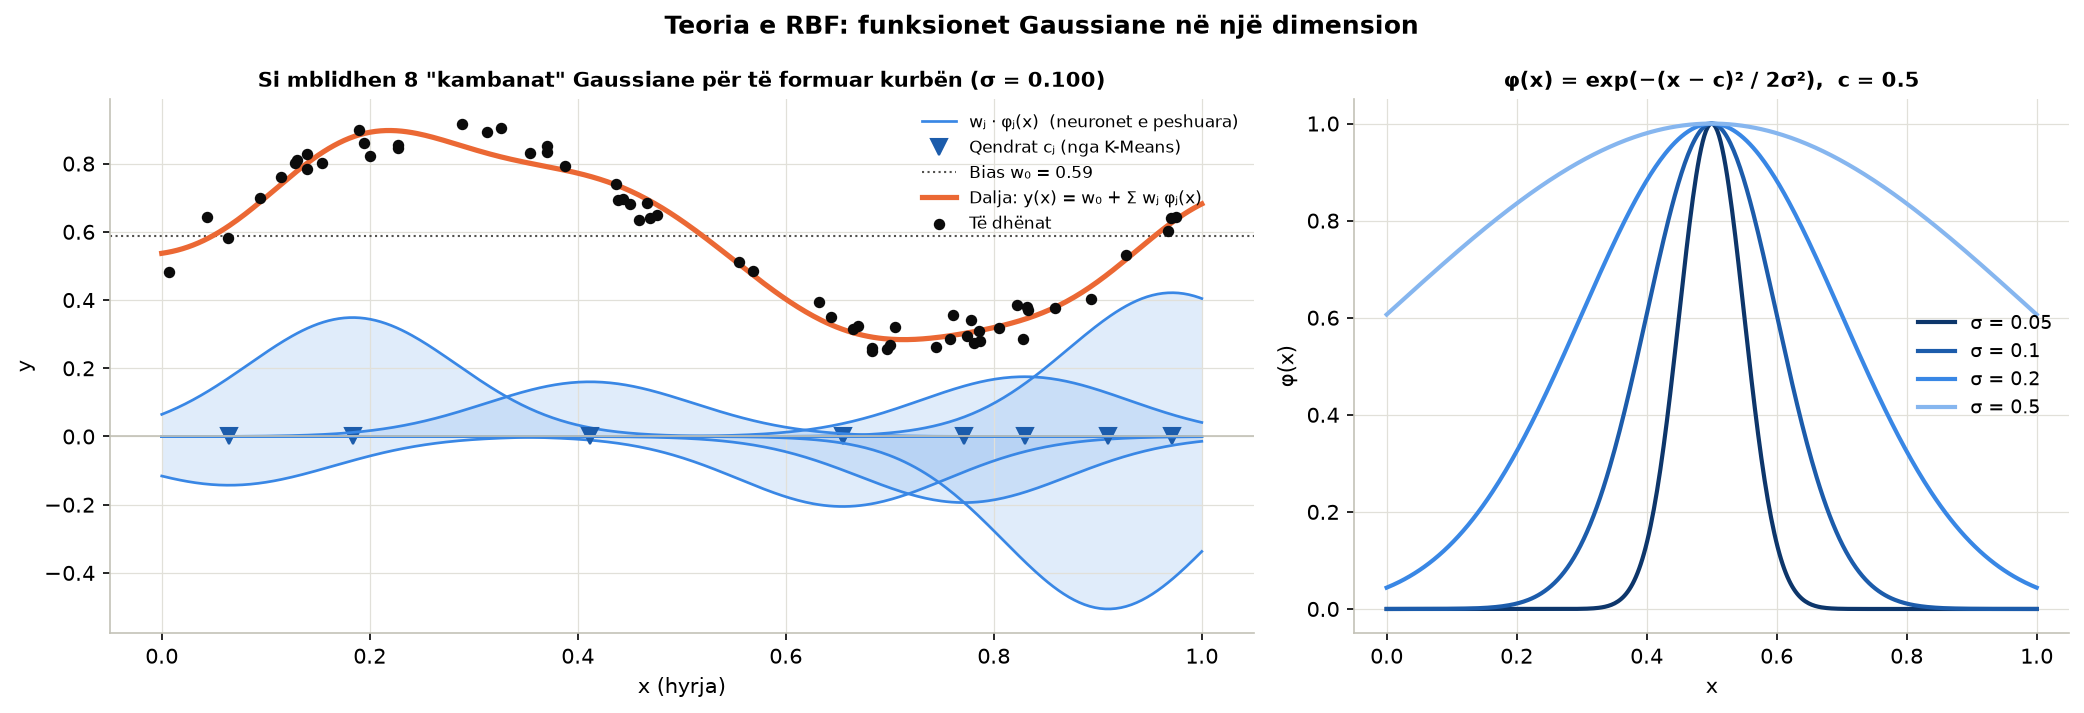 Teoria e RBF: funksionet Gaussiane në një dimension
Si mblidhen 8 "kambanat" Gaussiane për të formuar kurbën (σ = 0.100)
wⱼ · φⱼ(x)  (neuronet e peshuara)
Qendrat cⱼ (nga K-Means)
Bias w₀ = 0.59
Dalja: y(x) = w₀ + Σ wⱼ φⱼ(x)
Të dhënat
y
0.8
0.6
0.4
0.2
0.0
−0.2
−0.4
0.0 0.2 0.4 0.6 0.8 1.0
x (hyrja)
φ(x) = exp(−(x − c)² / 2σ²),  c = 0.5
φ(x)
1.0
0.8
0.6
0.4
0.2
0.0
σ = 0.05
σ = 0.1
σ = 0.2
σ = 0.5
0.0 0.2 0.4 0.6 0.8 1.0
x